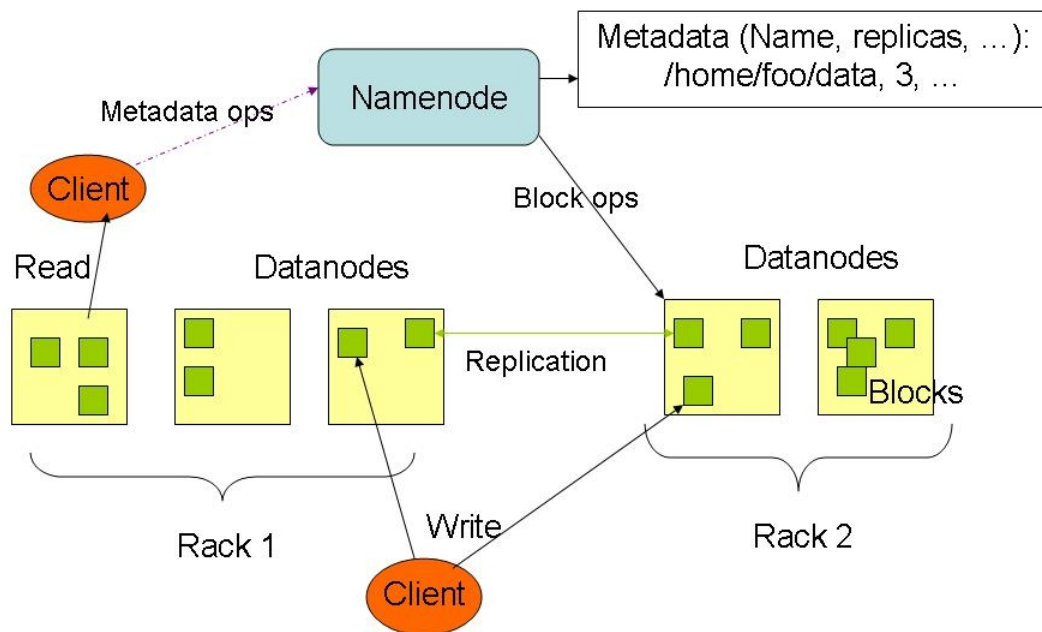 Metadata (Name, replicas, …):
/home/foo/data, 3, …
Namenode
Metadata ops
Client
Block ops
Read
Datanodes
Datanodes
Replication
Blocks
Rack 1
Write
Rack 2
Client